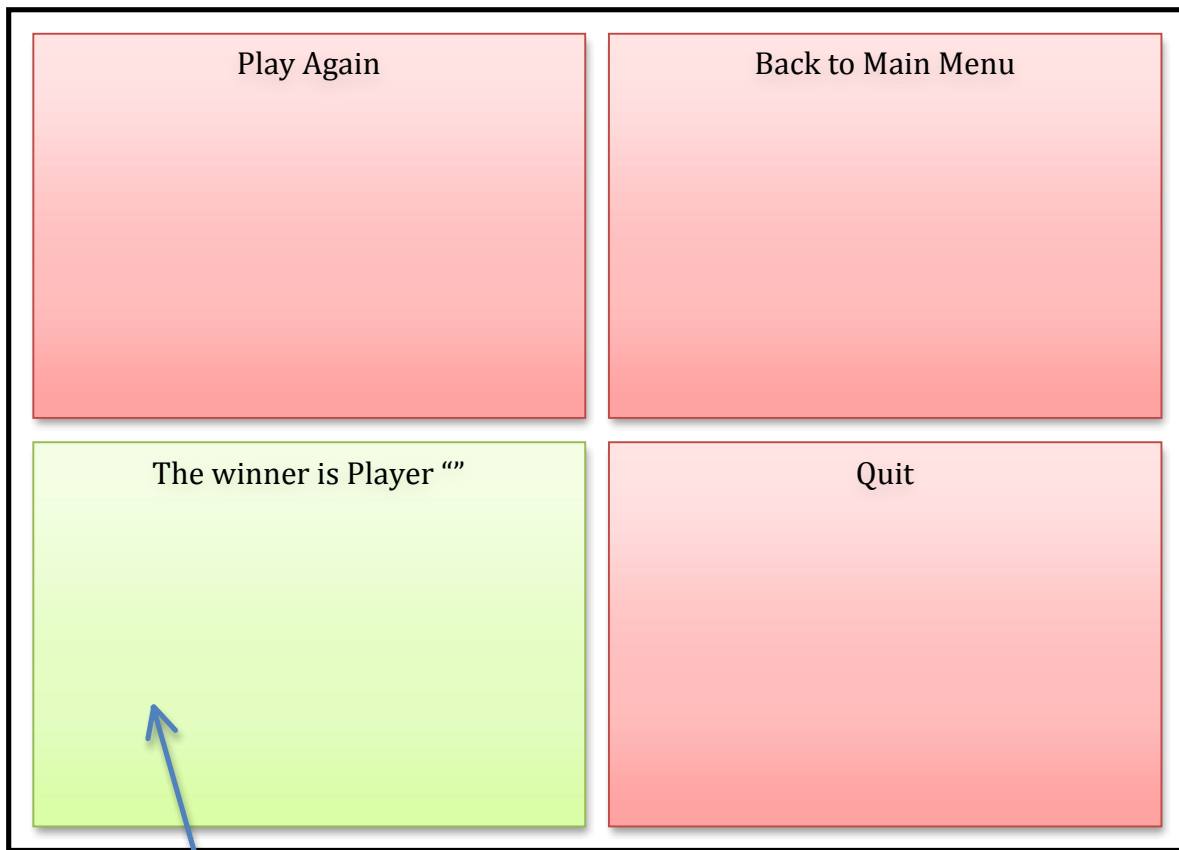 Play Again
Back to Main Menu
The winner is Player “”
Quit